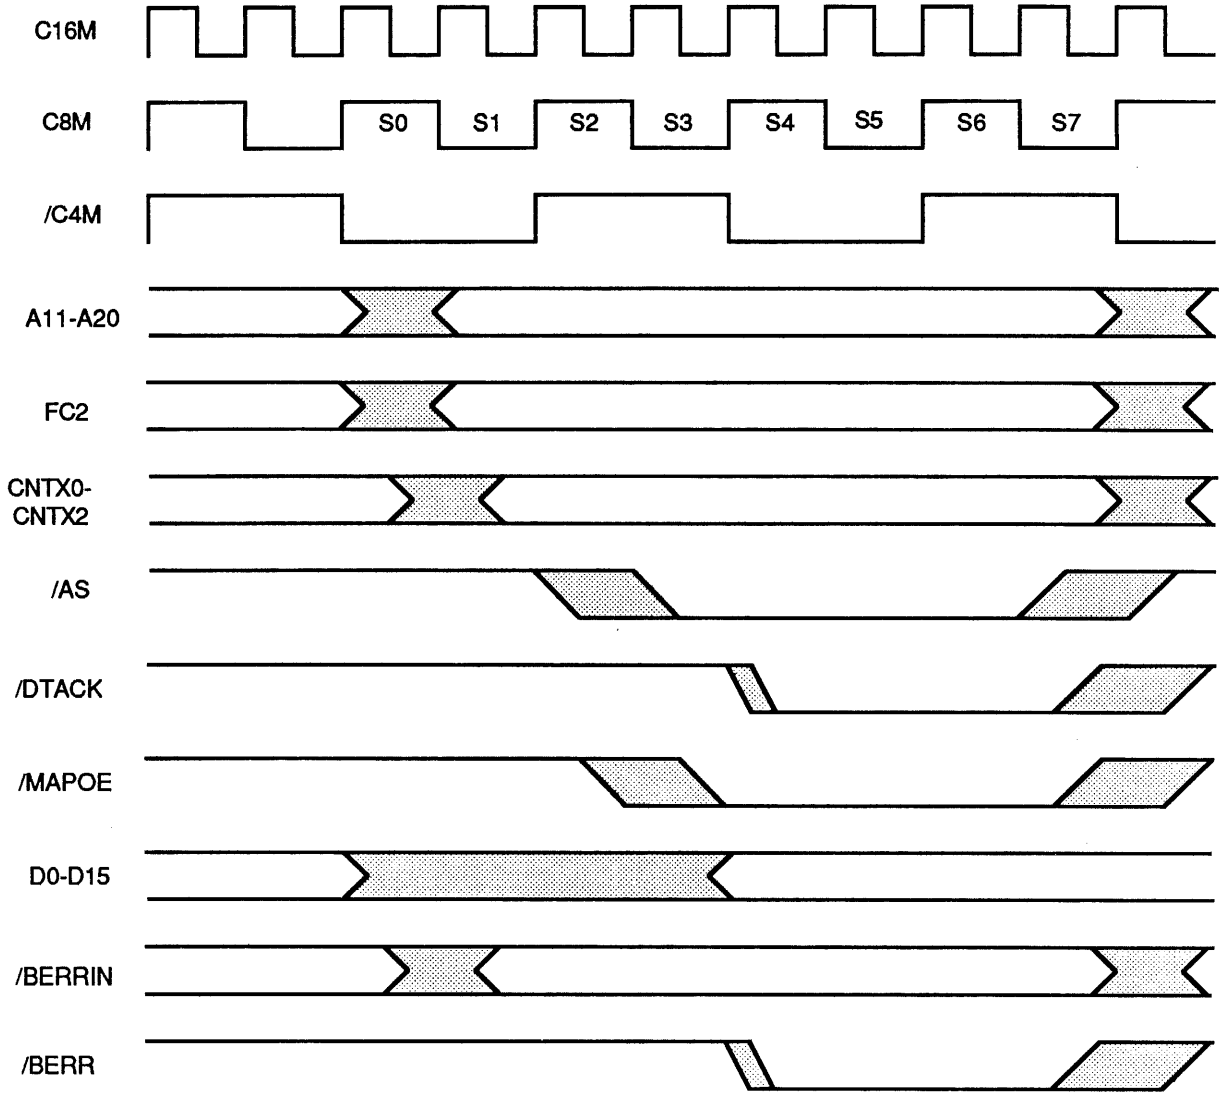 C16M
C8M
S0 S1 S2 S3 S4 S5 S6 S7
/C4M
A11-A20
FC2
CNTX0-
CNTX2
/AS
/DTACK
/MAPOE
D0-D15
/BERRIN
/BERR